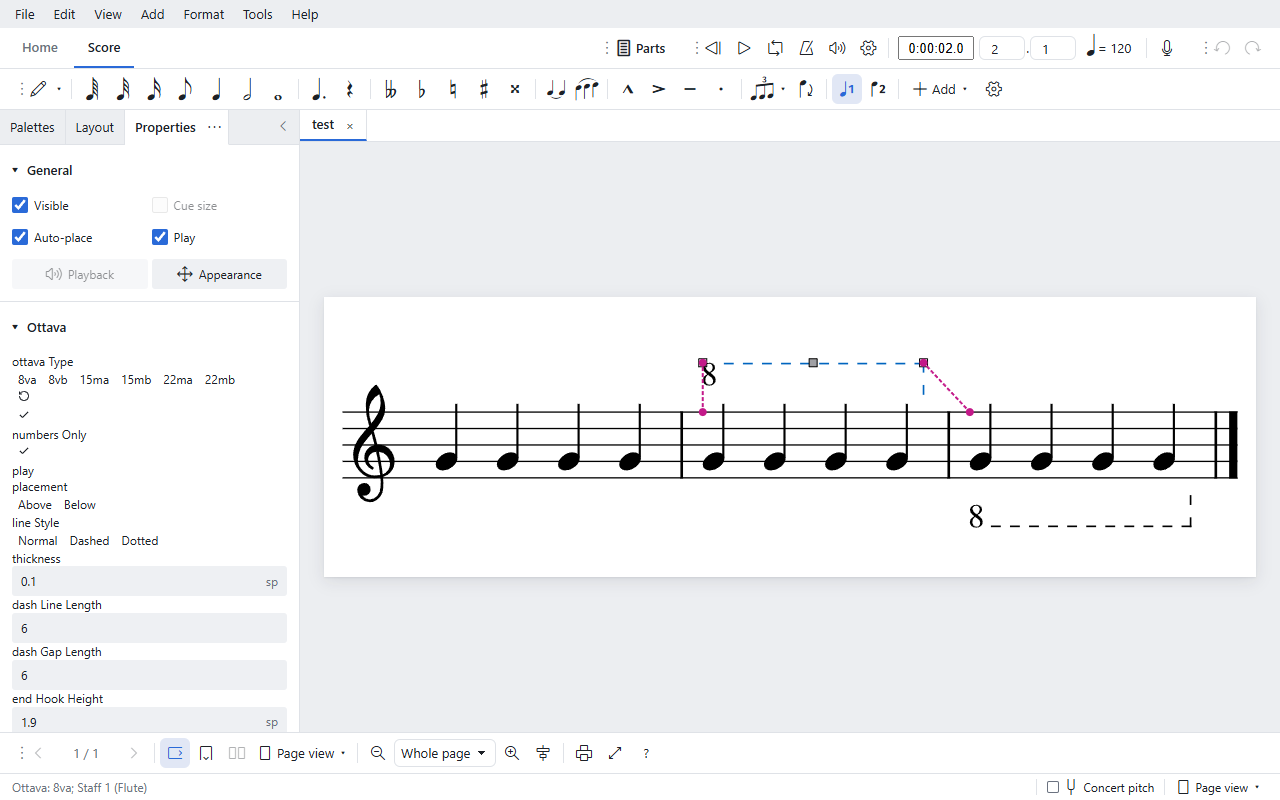 File Edit View Add Format Tools Help
Home Score Parts 0:00:02.0 2 . 1 = 120
3 1 2 Add
Palettes Layout Properties ··· test ×
General
Visible Cue size
Auto-place Play
Playback Appearance
Ottava
ottava Type
8va 8vb 15ma 15mb 22ma 22mb
numbers Only
play
placement
Above Below
line Style
Normal Dashed Dotted
thickness
0.1 sp
dash Line Length
6
dash Gap Length
6
end Hook Height
1.9 sp
8
8
1 / 1 Page view Whole page ?
Ottava: 8va; Staff 1 (Flute) Concert pitch Page view